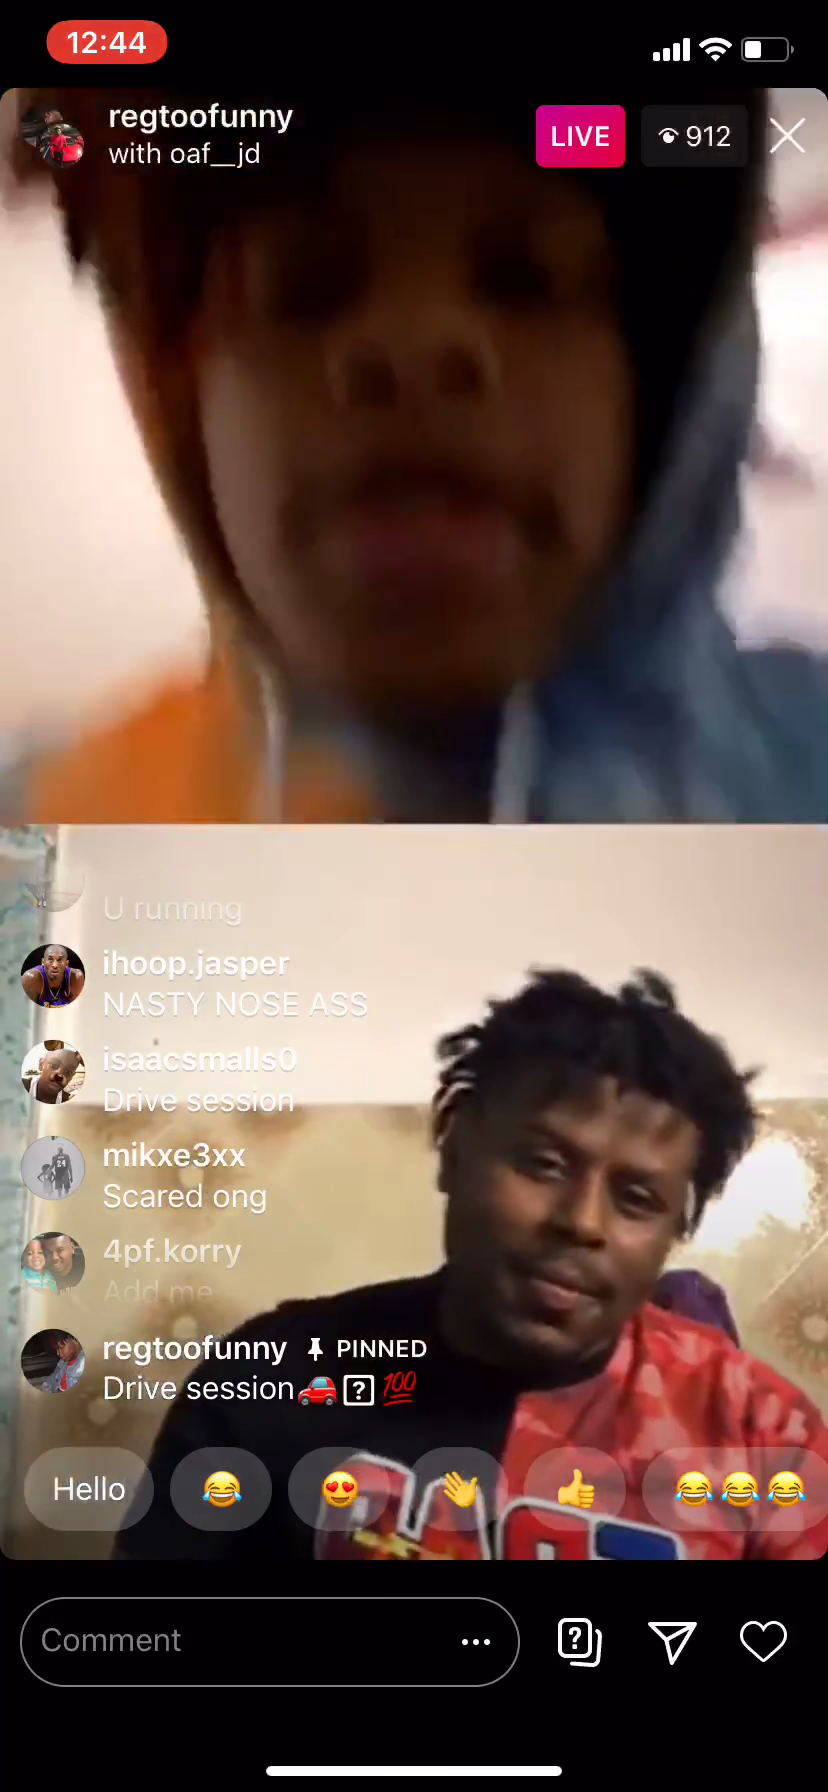 12:44
regtoofunny
with oaf__jd
LIVE
912
U running
ihoop.jasper
NASTY NOSE ASS
isaacsmalls0
Drive session
mikxe3xx
Scared ong
4pf.korry
Add me
regtoofunny PINNED
Drive session🚗❓💯
Hello 😂 😍 👋 👍 😂😂😂
Comment